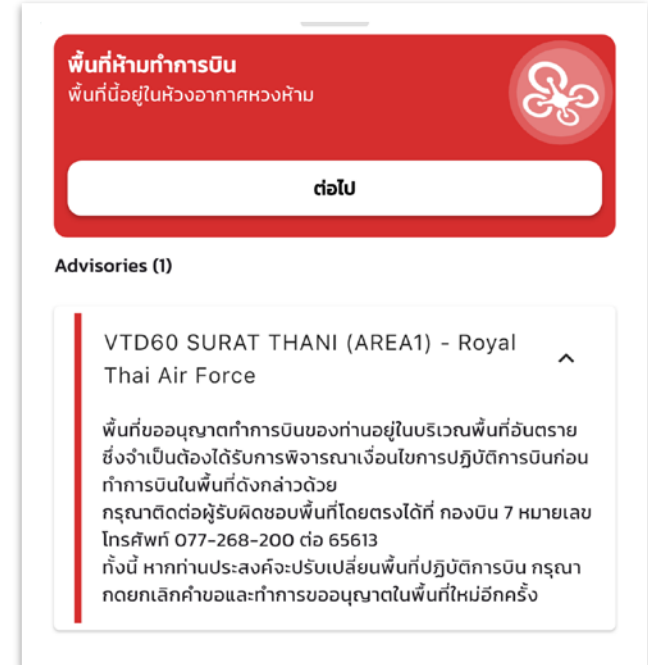 พื้นที่ห้ามทำการบิน
พื้นที่นี้อยู่ในห้วงอากาศหวงห้าม
ต่อไป
Advisories (1)
VTD60 SURAT THANI (AREA1) - Royal
Thai Air Force
พื้นที่ขออนุญาตทำการบินของท่านอยู่ในบริเวณพื้นที่อันตราย
ซึ่งจำเป็นต้องได้รับการพิจารณาเงื่อนไขการปฏิบัติการบินก่อน
ทำการบินในพื้นที่ดังกล่าวด้วย
กรุณาติดต่อผู้รับผิดชอบพื้นที่โดยตรงได้ที่ กองบิน 7 หมายเลข
โทรศัพท์ 077-268-200 ต่อ 65613
ทั้งนี้ หากท่านประสงค์จะปรับเปลี่ยนพื้นที่ปฏิบัติการบิน กรุณา
กดยกเลิกคำขอและทำการขออนุญาตในพื้นที่ใหม่อีกครั้ง